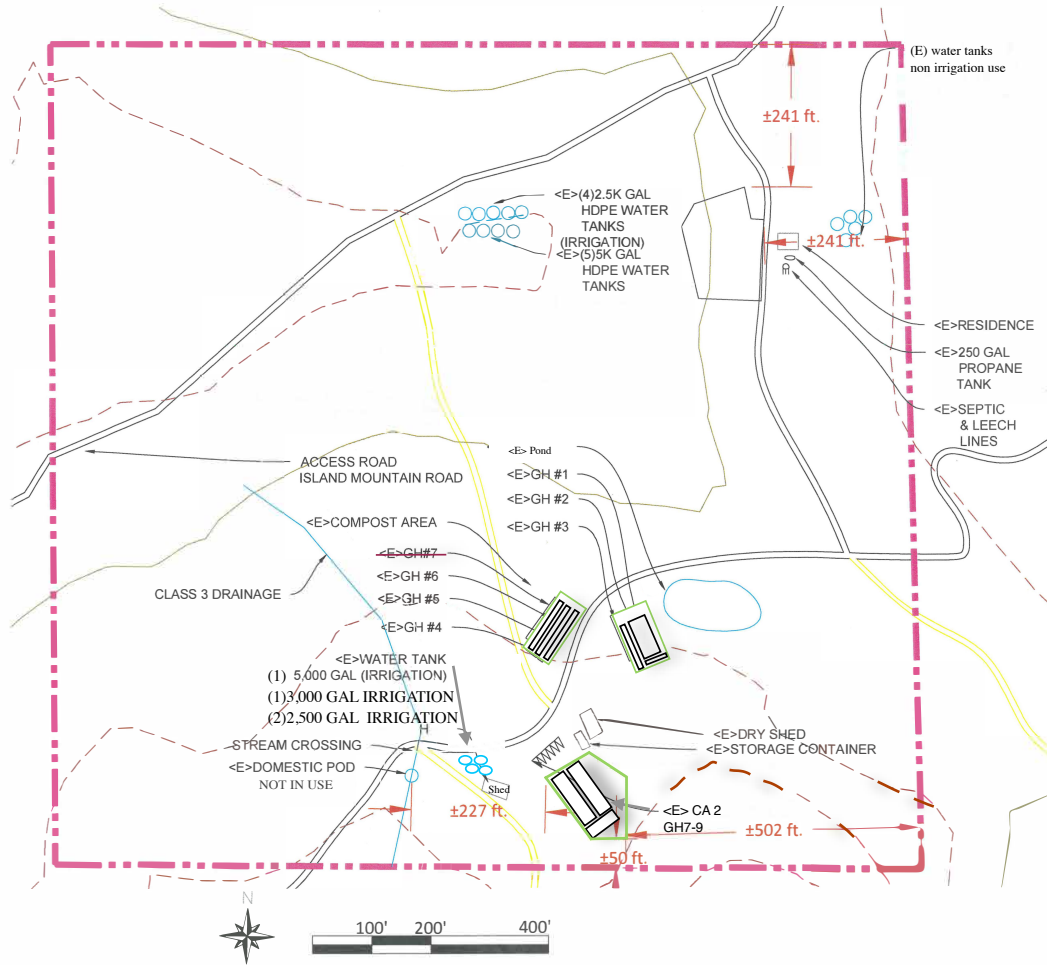 (E) water tanks
non irrigation use
±241 ft.
<E>(4)2.5K GAL
HDPE WATER
TANKS
(IRRIGATION)
<E>(5)5K GAL
HDPE WATER
TANKS
±241 ft.
<E>RESIDENCE
<E>250 GAL
PROPANE
TANK
<E>SEPTIC
& LEECH
LINES
ACCESS ROAD
ISLAND MOUNTAIN ROAD
<E> Pond
<E>GH #1
<E>GH #2
<E>GH #3
<E>COMPOST AREA
<E>GH#7
<E>GH #6
<E>GH #5
<E>GH #4
CLASS 3 DRAINAGE
<E>WATER TANK
(1) 5,000 GAL (IRRIGATION)
(1)3,000 GAL IRRIGATION
(2)2,500 GAL IRRIGATION
H
STREAM CROSSING
<E>DOMESTIC POD
NOT IN USE
Shed
<E>DRY SHED
<E>STORAGE CONTAINER
<E> CA 2
GH7-9
±227 ft.
±502 ft.
±50 ft.
N
100' 200' 400'